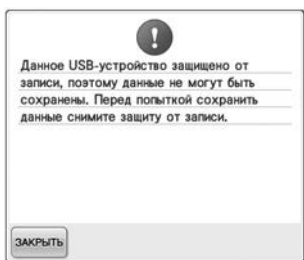 Данное USB-устройство защищено от
записи, поэтому данные не могут быть
сохранены. Перед попыткой сохранить
данные снимите защиту от записи.
ЗАКРЫТЬ